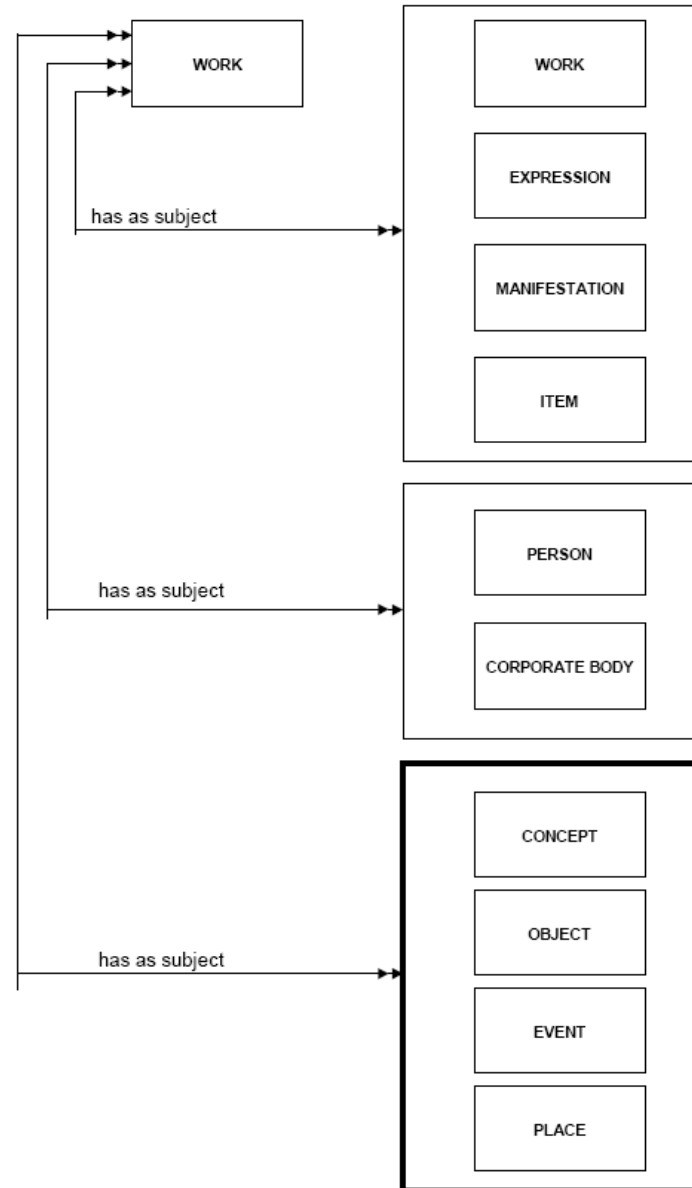 WORK
WORK
EXPRESSION
has as subject
MANIFESTATION
ITEM
PERSON
has as subject
CORPORATE BODY
CONCEPT
OBJECT
has as subject
EVENT
PLACE